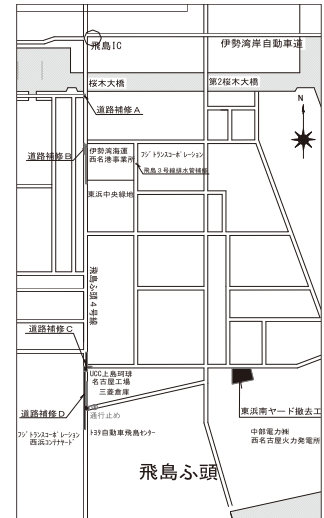 飛島IC
伊勢湾岸自動車道
桜木大橋
第2桜木大橋
道路補修A
N
道路補修B
伊勢湾海運
西名港事業所
フジトランスコーポレーション
飛島3号線排水管補修
東浜中央緑地
飛島ふ頭4号線
道路補修C
UCC上島珈琲
名古屋工場
三菱倉庫
道路補修D
通行止め
フジトランスコーポレーション
西浜コンテナヤード
トヨタ自動車飛島センター
東浜南ヤード撤去工
中部電力㈱
西名古屋火力発電所
飛島ふ頭